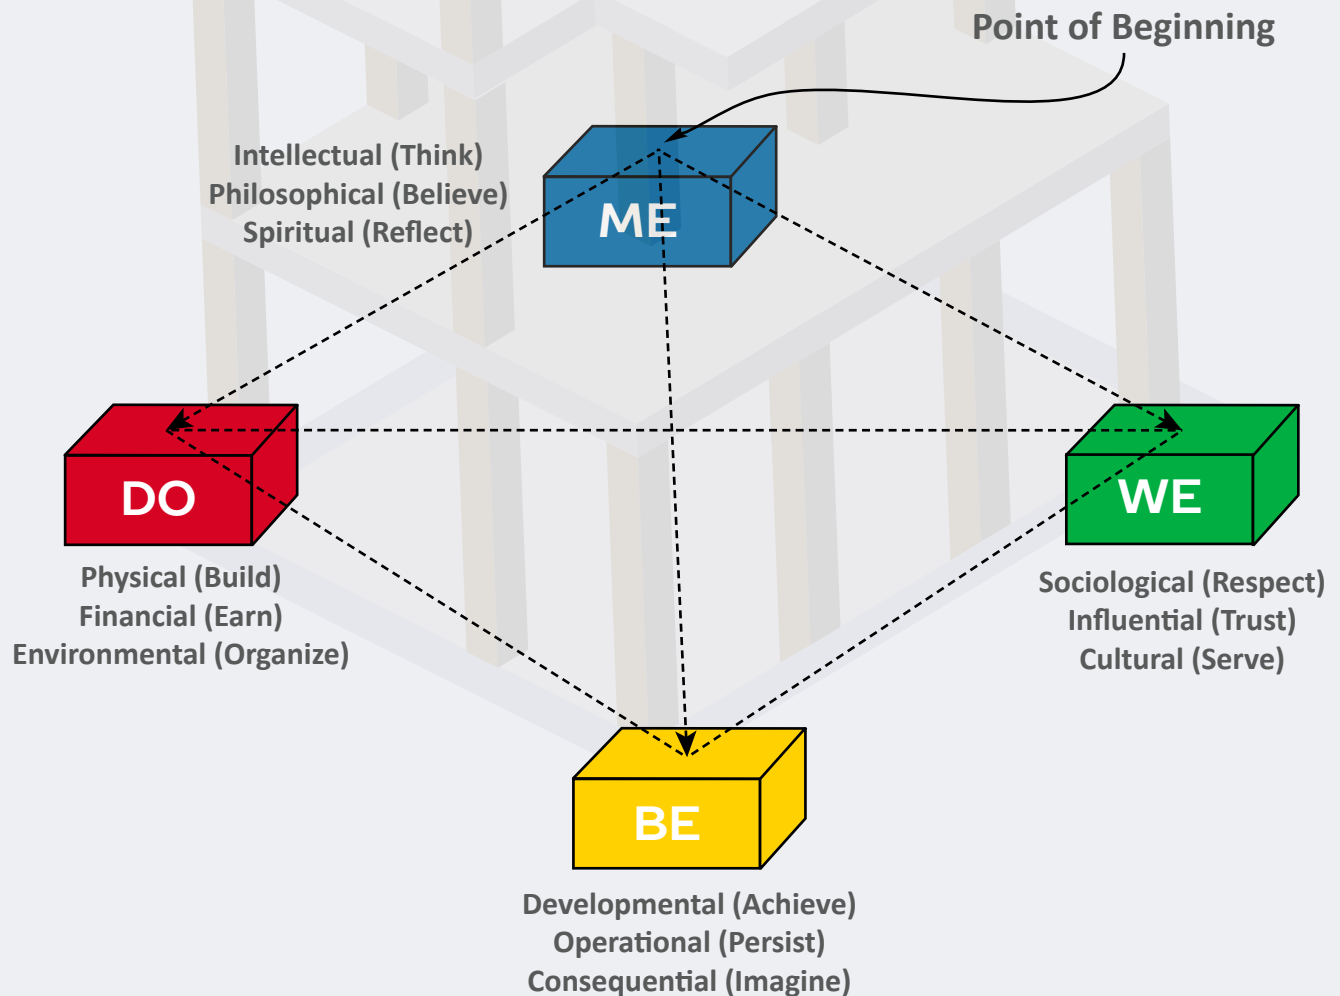 Point of Beginning
Intellectual (Think)
Philosophical (Believe)
Spiritual (Reflect)
ME
DO
Physical (Build)
Financial (Earn)
Environmental (Organize)
WE
Sociological (Respect)
Influential (Trust)
Cultural (Serve)
BE
Developmental (Achieve)
Operational (Persist)
Consequential (Imagine)